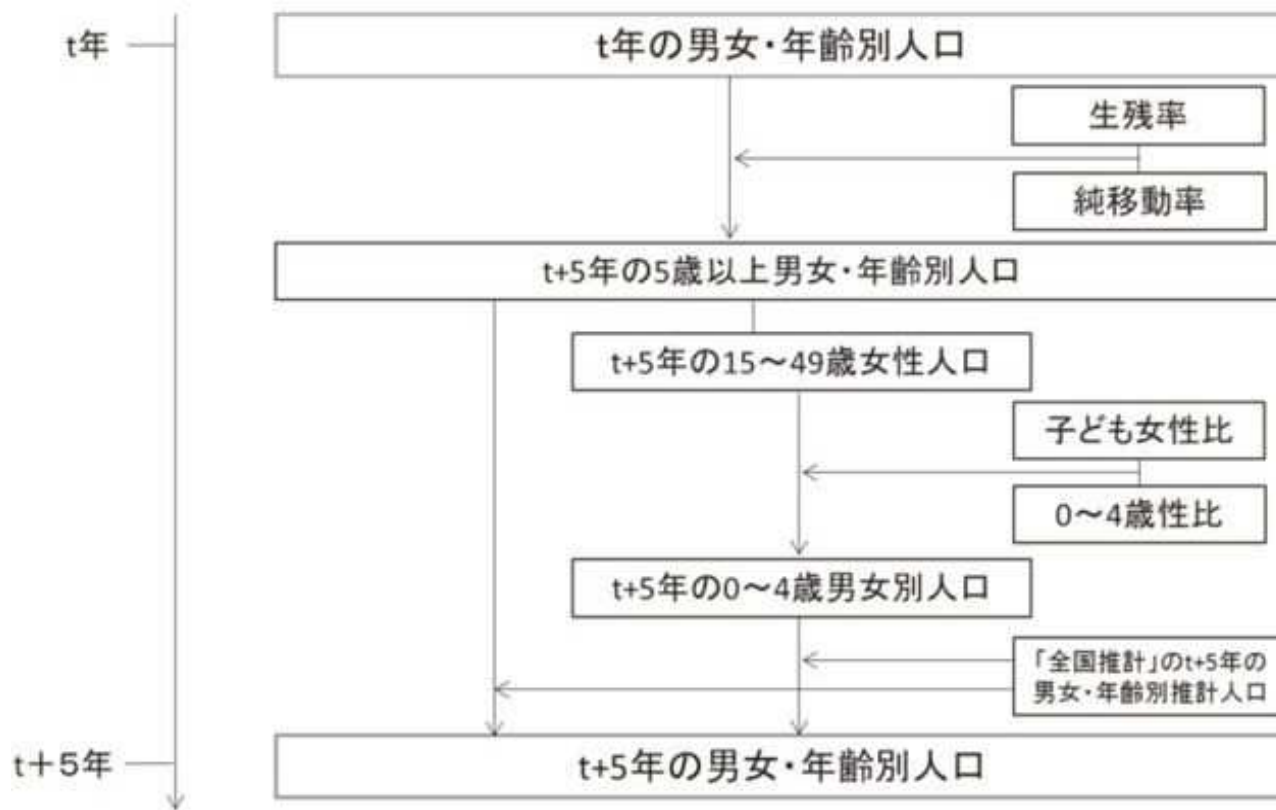 t年
t年の男女・年齢別人口
生残率
純移動率
t+5年の5歳以上男女・年齢別人口
t+5年の15～49歳女性人口
子ども女性比
0～4歳性比
t+5年の0～4歳男女別人口
「全国推計」のt+5年の
男女・年齢別推計人口
t＋5年
t+5年の男女・年齢別人口